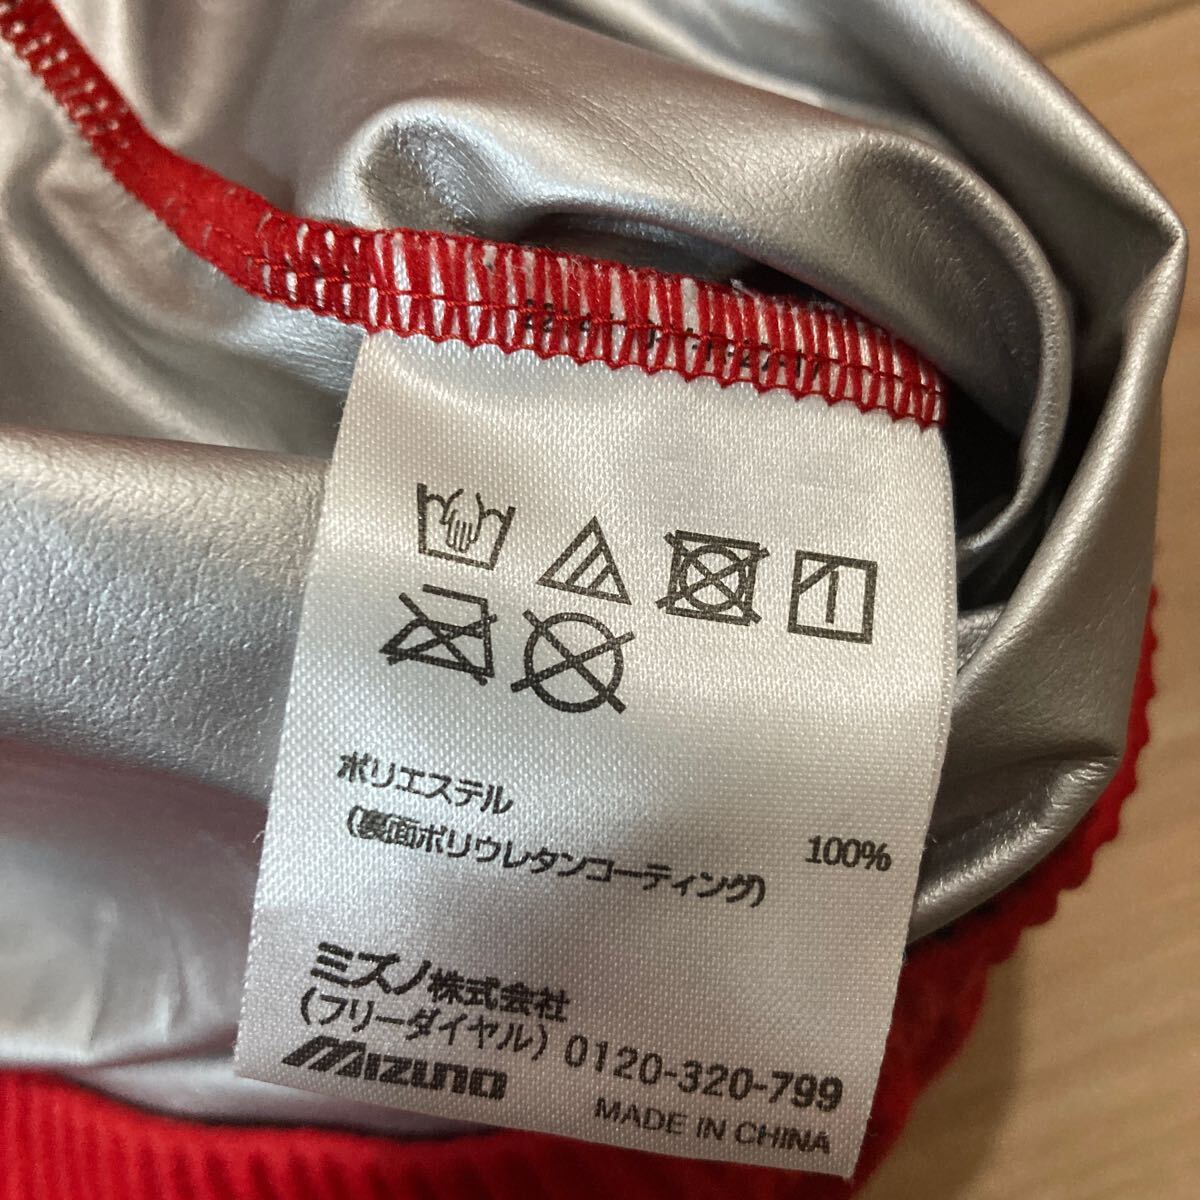 ポリエステル 100%
(裏面ポリウレタンコーティング)
ミズノ株式会社
(フリーダイヤル) 0120-320-799
MIZUNO
MADE IN CHINA